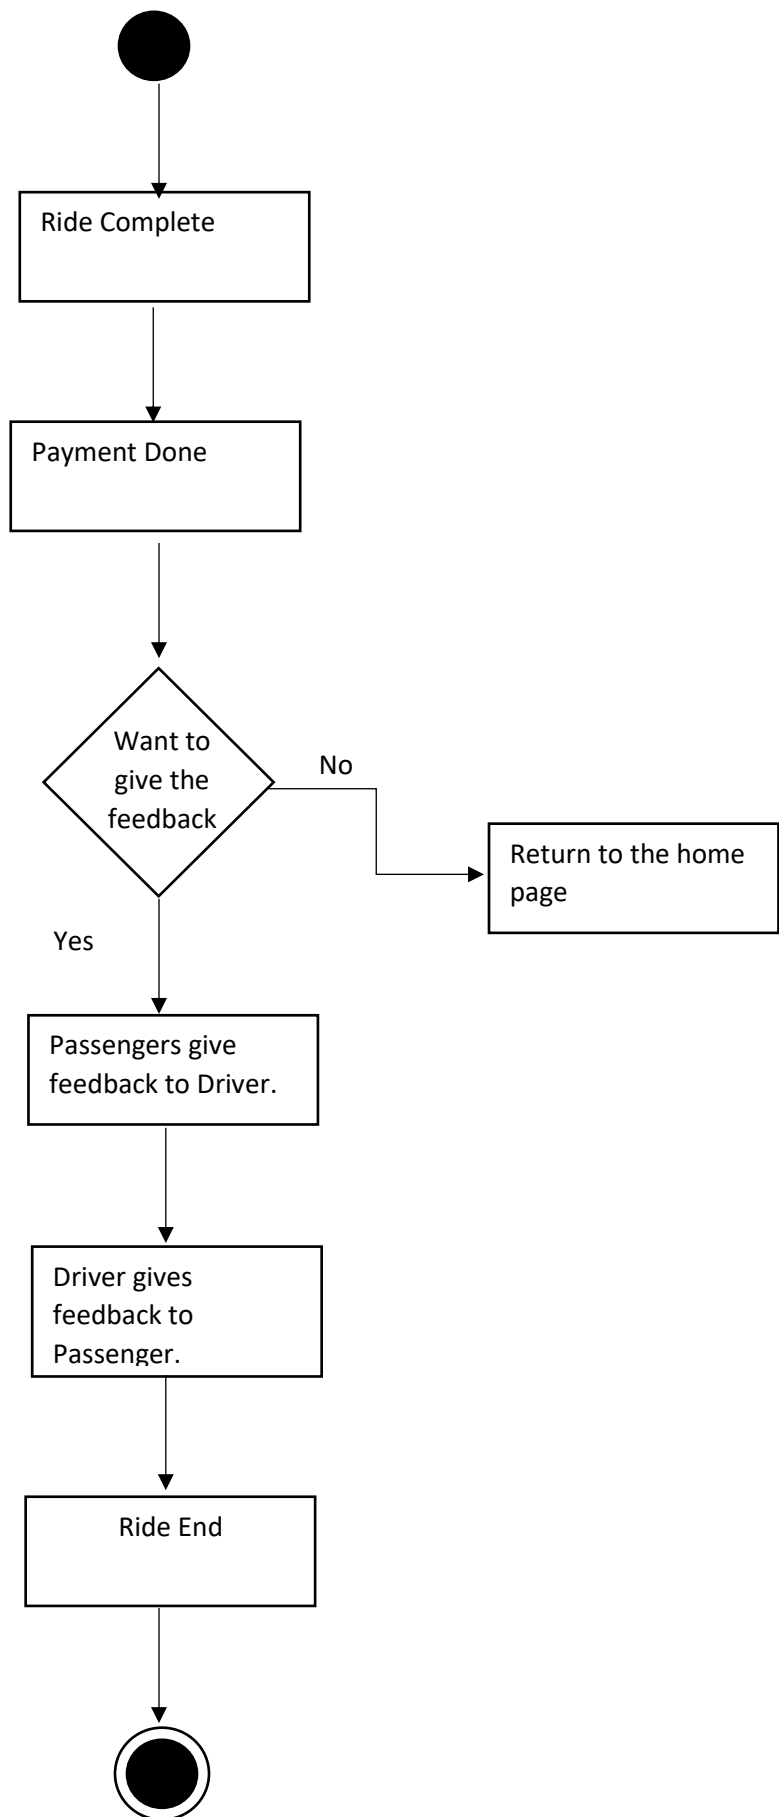 Ride Complete
Payment Done
Want to
give the
feedback
No
Return to the home
page
Yes
Passengers give
feedback to Driver.
Driver gives
feedback to
Passenger.
Ride End